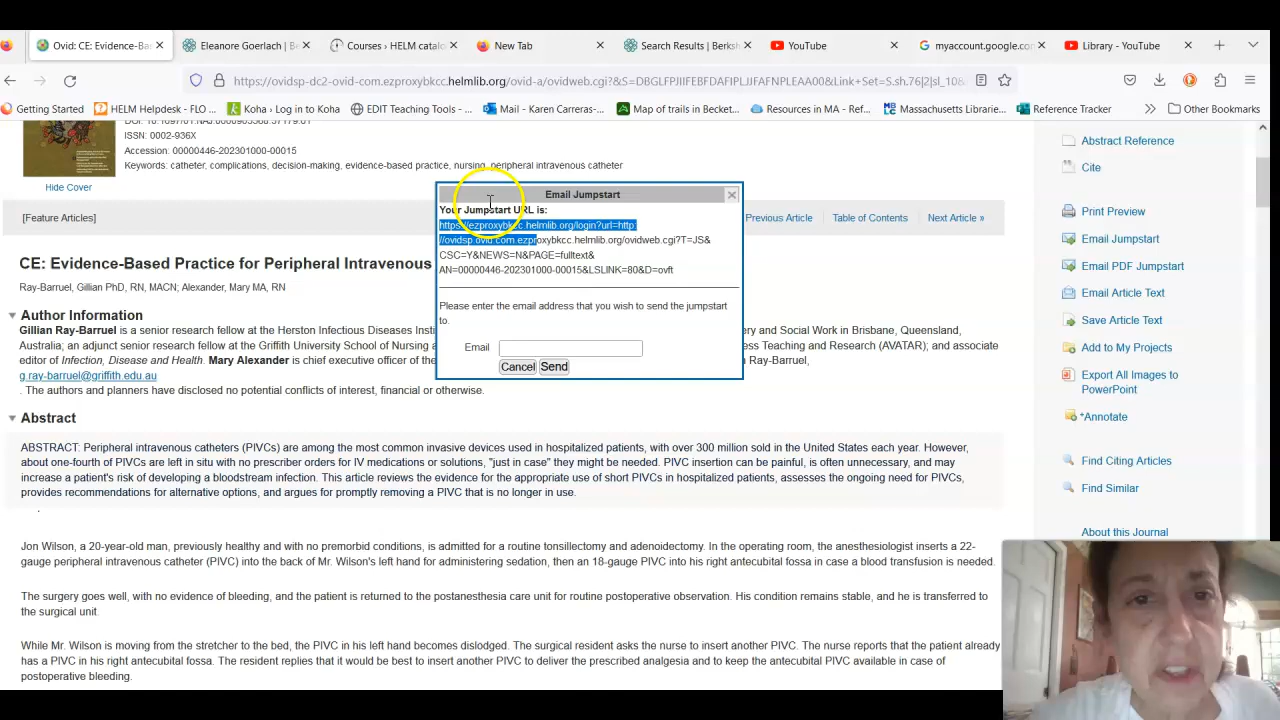 Ovid: CE: Evidence-Ba
Eleanore Goerlach | Be
Courses › HELM catalo
New Tab
Search Results | Berksh
YouTube
myaccount.google.co
Library - YouTube
https://ovidsp-dc2-ovid-com.ezproxybkcc.helmlib.org/ovid-a/ovidweb.cgi?&S=DBGLFPJIIFEBFDAFIPLJIFAFNPLEAA00&Link+Set=S.sh.76|2|sl_10&
Getting Started
HELM Helpdesk - FLO ...
Koha › Log in to Koha
EDIT Teaching Tools - ...
Mail - Karen Carreras-...
Map of trails in Becket...
Resources in MA - Ref...
Massachusetts Librarie...
Reference Tracker
Other Bookmarks
ISSN: 0002-936X
Accession: 00000446-202301000-00015
Keywords: catheter, complications, decision-making, evidence-based practice, nursing, peripheral intravenous catheter
Hide Cover
[Feature Articles]
Previous Article
Table of Contents
Next Article »
CE: Evidence-Based Practice for Peripheral Intravenous
Ray-Barruel, Gillian PhD, RN, MACN; Alexander, Mary MA, RN
Author Information
Gillian Ray-Barruel is a senior research fellow at the Herston Infectious Diseases Insti
ry and Social Work in Brisbane, Queensland,
Australia; an adjunct senior research fellow at the Griffith University School of Nursing a
ess Teaching and Research (AVATAR); and associate
editor of Infection, Disease and Health. Mary Alexander is chief executive officer of the
n Ray-Barruel,
g.ray-barruel@griffith.edu.au
. The authors and planners have disclosed no potential conflicts of interest, financial or otherwise.
Abstract
ABSTRACT: Peripheral intravenous catheters (PIVCs) are among the most common invasive devices used in hospitalized patients, with over 300 million sold in the United States each year. However,
about one-fourth of PIVCs are left in situ with no prescriber orders for IV medications or solutions, "just in case" they might be needed. PIVC insertion can be painful, is often unnecessary, and may
increase a patient's risk of developing a bloodstream infection. This article reviews the evidence for the appropriate use of short PIVCs in hospitalized patients, assesses the ongoing need for PIVCs,
provides recommendations for alternative options, and argues for promptly removing a PIVC that is no longer in use.
.
Jon Wilson, a 20-year-old man, previously healthy and with no premorbid conditions, is admitted for a routine tonsillectomy and adenoidectomy. In the operating room, the anesthesiologist inserts a 22-
gauge peripheral intravenous catheter (PIVC) into the back of Mr. Wilson's left hand for administering sedation, then an 18-gauge PIVC into his right antecubital fossa in case a blood transfusion is needed.
The surgery goes well, with no evidence of bleeding, and the patient is returned to the postanesthesia care unit for routine postoperative observation. His condition remains stable, and he is transferred to
the surgical unit.
While Mr. Wilson is moving from the stretcher to the bed, the PIVC in his left hand becomes dislodged. The surgical resident asks the nurse to insert another PIVC. The nurse reports that the patient already
has a PIVC in his right antecubital fossa. The resident replies that it would be best to insert another PIVC to deliver the prescribed analgesia and to keep the antecubital PIVC available in case of
postoperative bleeding.
Email Jumpstart
Your Jumpstart URL is:
https://ezproxybkcc.helmlib.org/login?url=http:
//ovidsp.ovid.com.ezproxybkcc.helmlib.org/ovidweb.cgi?T=JS&
CSC=Y&NEWS=N&PAGE=fulltext&
AN=00000446-202301000-00015&LSLINK=80&D=ovft
Please enter the email address that you wish to send the jumpstart
to.
Email
Cancel Send
Abstract Reference
Cite
Print Preview
Email Jumpstart
Email PDF Jumpstart
Email Article Text
Save Article Text
Add to My Projects
Export All Images to
PowerPoint
+Annotate
Find Citing Articles
Find Similar
About this Journal